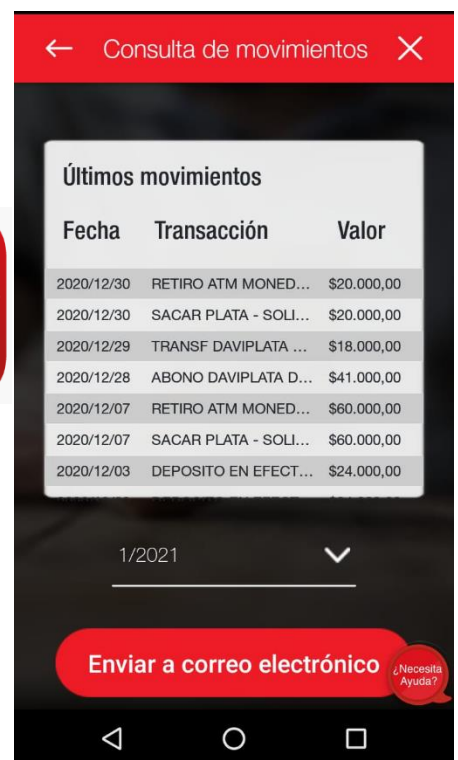 Consulta de movimientos
Últimos movimientos
Fecha Transacción Valor
2020/12/30 RETIRO ATM MONED... $20.000,00
2020/12/30 SACAR PLATA - SOLI... $20.000,00
2020/12/29 TRANSF DAVIPLATA ... $18.000,00
2020/12/28 ABONO DAVIPLATA D... $41.000,00
2020/12/07 RETIRO ATM MONED... $60.000,00
2020/12/07 SACAR PLATA - SOLI... $60.000,00
2020/12/03 DEPOSITO EN EFECT... $24.000,00
1/2021
Enviar a correo electrónico
¿Necesita
Ayuda?